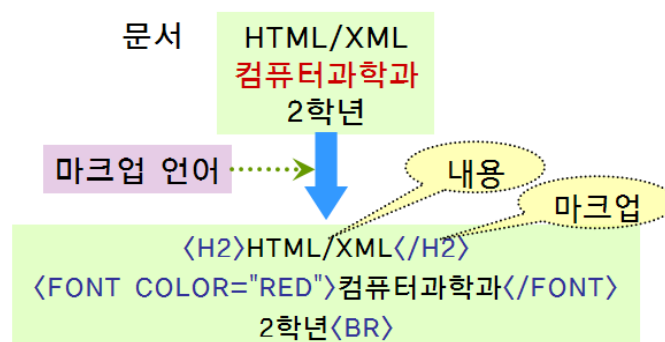 문서
HTML/XML
컴퓨터과학과
2학년
마크업 언어
내용
마크업
<H2>HTML/XML</H2>
<FONT COLOR="RED">컴퓨터과학과</FONT>
2학년<BR>